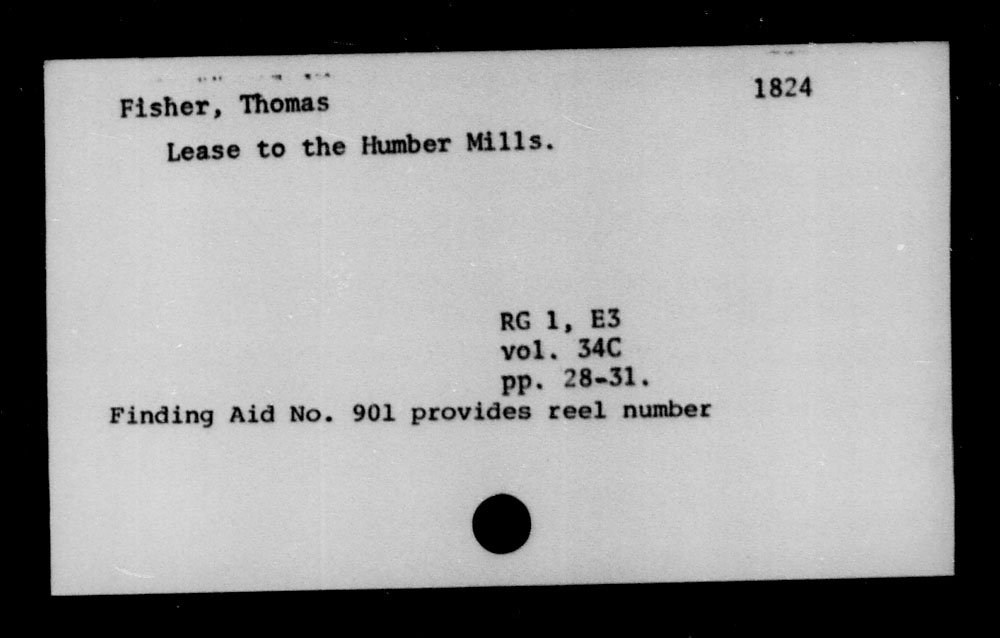 Fisher, Thomas 1824
Lease to the Humber Mills.
RG 1, E3
vol. 34C
pp. 28-31.
Finding Aid No. 901 provides reel number